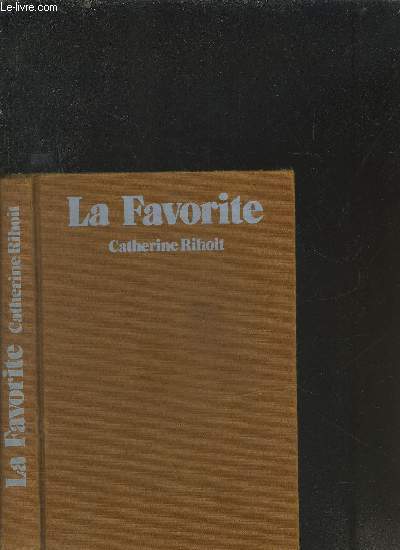 Le-livre.com
La Favorite
Catherine Rihoit
La Favorite Catherine Rihoit